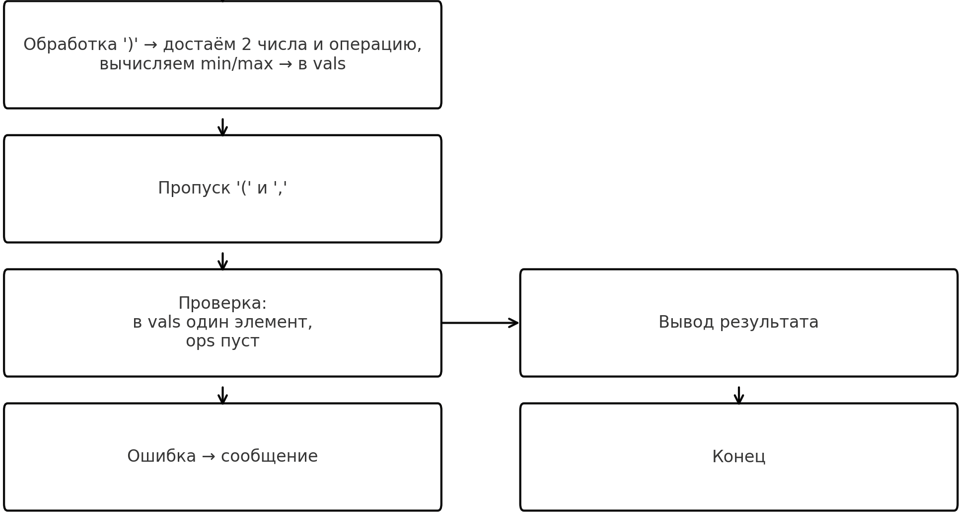 Обработка ')' → достаём 2 числа и операцию,
вычисляем min/max → в vals
Пропуск '(' и ','
Проверка:
в vals один элемент,
ops пуст
Вывод результата
Ошибка → сообщение
Конец